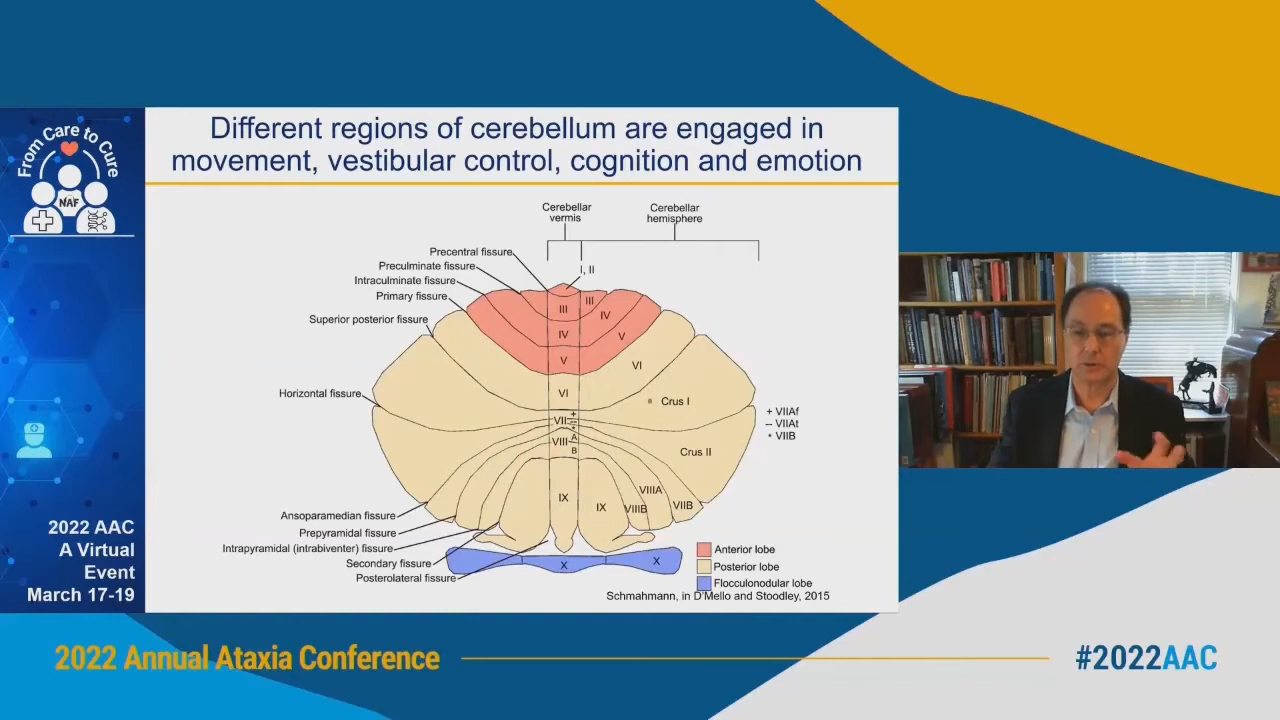 From Care to Cure
NAF
2022 AAC
A Virtual
Event
March 17-19
Different regions of cerebellum are engaged in
movement, vestibular control, cognition and emotion
Cerebellar
vermis
Cerebellar
hemisphere
Precentral fissure
Preculminate fissure
Intraculminate fissure
Primary fissure
Superior posterior fissure
Horizontal fissure
Ansoparamedian fissure
Prepyramidal fissure
Intrapyramidal (intrabiventer) fissure
Secondary fissure
Posterolateral fissure
I, II
III
III
IV
IV
V
V
VI
VI
* Crus I
VII
+
--
*
VIII
A
B
Crus II
IX
IX
VIIIA
VIIIB
VIIB
X
X
+ VIIAf
-- VIIAt
* VIIB
Anterior lobe
Posterior lobe
Flocculonodular lobe
Schmahmann, in D'Mello and Stoodley, 2015
2022 Annual Ataxia Conference
#2022AAC